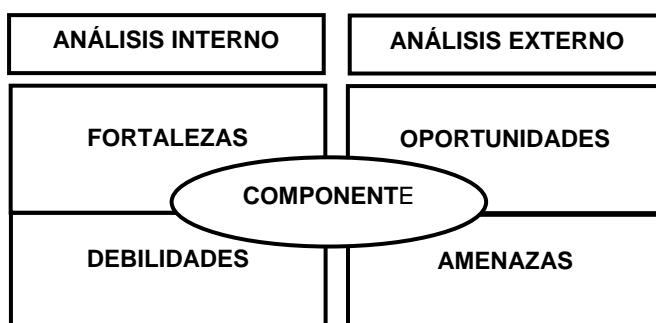 ANÁLISIS INTERNO
ANÁLISIS EXTERNO
FORTALEZAS
OPORTUNIDADES
COMPONENTE
DEBILIDADES
AMENAZAS